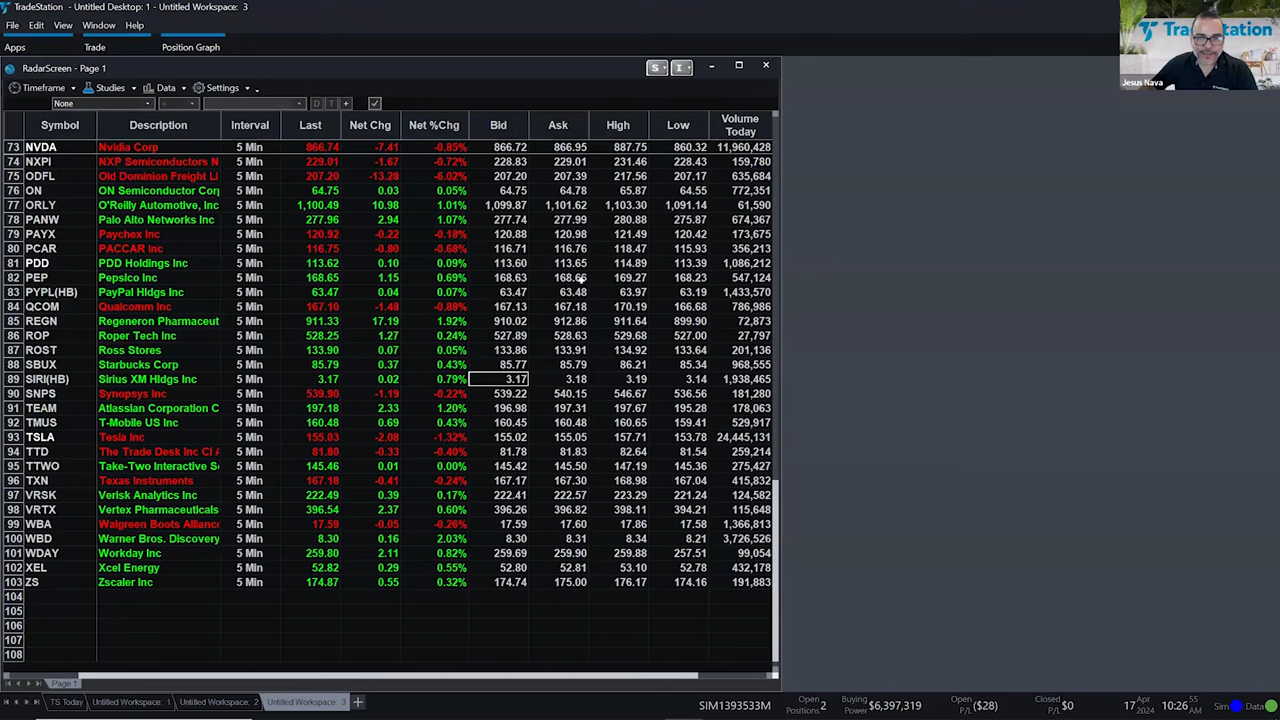 TradeStation - Untitled Desktop: 1 - Untitled Workspace: 3
File Edit View Window Help
Apps Trade Position Graph
TradeStation
Jesus Nava
RadarScreen - Page 1
S I
Timeframe Studies Data Settings
None = D T +
Symbol Description Interval Last Net Chg Net %Chg Bid Ask High Low Volume Today
73 NVDA Nvidia Corp 5 Min 866.74 -7.41 -0.85% 866.72 866.95 887.75 860.32 11,960,428
74 NXPI NXP Semiconductors N 5 Min 229.01 -1.67 -0.72% 228.83 229.01 231.46 228.43 159,780
75 ODFL Old Dominion Freight Li 5 Min 207.20 -13.28 -6.02% 207.20 207.39 217.56 207.17 635,684
76 ON ON Semiconductor Corp 5 Min 64.75 0.03 0.05% 64.75 64.78 65.87 64.55 772,351
77 ORLY O'Reilly Automotive, Inc 5 Min 1,100.49 10.98 1.01% 1,099.87 1,101.62 1,103.30 1,091.14 61,590
78 PANW Palo Alto Networks Inc 5 Min 277.96 2.94 1.07% 277.74 277.99 280.88 275.87 674,367
79 PAYX Paychex Inc 5 Min 120.92 -0.22 -0.18% 120.88 120.98 121.49 120.42 173,675
80 PCAR PACCAR Inc 5 Min 116.75 -0.80 -0.68% 116.71 116.76 118.47 115.93 356,213
81 PDD PDD Holdings Inc 5 Min 113.62 0.10 0.09% 113.60 113.65 114.89 113.39 1,086,212
82 PEP Pepsico Inc 5 Min 168.65 1.15 0.69% 168.63 168.66 169.27 168.23 547,124
83 PYPL(HB) PayPal Hldgs Inc 5 Min 63.48 0.04 0.07% 63.47 63.48 63.97 63.19 1,433,570
84 QCOM Qualcomm Inc 5 Min 167.10 -1.48 -0.88% 167.13 167.18 170.19 166.68 786,986
85 REGN Regeneron Pharmaceut 5 Min 911.33 17.19 1.92% 910.02 912.86 911.64 899.90 72,873
86 ROP Roper Tech Inc 5 Min 528.25 1.27 0.24% 527.89 528.63 529.68 527.00 27,797
87 ROST Ross Stores 5 Min 133.90 0.07 0.05% 133.86 133.91 134.92 133.64 201,136
88 SBUX Starbucks Corp 5 Min 85.79 0.37 0.43% 85.77 85.79 86.21 85.34 968,555
89 SIRI(HB) Sirius XM Hldgs Inc 5 Min 3.17 0.02 0.79% 3.17 3.18 3.19 3.14 1,938,465
90 SNPS Synopsys Inc 5 Min 539.90 -1.19 -0.22% 539.22 540.15 546.67 536.56 181,280
91 TEAM Atlassian Corporation C 5 Min 197.18 2.33 1.20% 196.98 197.31 197.67 195.28 178,063
92 TMUS T-Mobile US Inc 5 Min 160.48 0.69 0.43% 160.45 160.48 160.65 159.41 529,917
93 TSLA Tesla Inc 5 Min 155.03 -2.08 -1.32% 155.02 155.05 157.71 153.78 24,445,131
94 TTD The Trade Desk Inc Cl A 5 Min 81.80 -0.33 -0.40% 81.78 81.83 82.64 81.54 259,214
95 TTWO Take-Two Interactive So 5 Min 145.46 0.01 0.00% 145.42 145.50 147.19 145.36 275,427
96 TXN Texas Instruments 5 Min 167.18 -0.41 -0.24% 167.17 167.30 168.98 167.04 415,832
97 VRSK Verisk Analytics Inc 5 Min 222.49 0.39 0.17% 222.41 222.57 223.29 221.24 124,582
98 VRTX Vertex Pharmaceuticals 5 Min 396.54 2.37 0.60% 396.26 396.82 398.11 394.21 115,648
99 WBA Walgreen Boots Alliance 5 Min 17.59 -0.05 -0.26% 17.59 17.60 17.86 17.58 1,366,813
100 WBD Warner Bros. Discovery 5 Min 8.30 0.16 2.03% 8.30 8.31 8.34 8.21 3,726,526
101 WDAY Workday Inc 5 Min 259.80 2.11 0.82% 259.69 259.90 259.88 257.51 99,054
102 XEL Xcel Energy 5 Min 52.82 0.29 0.55% 52.80 52.81 53.10 52.78 432,178
103 ZS Zscaler Inc 5 Min 174.87 0.55 0.32% 174.74 175.00 176.17 174.16 191,883
104
105
106
107
108
Page 1
TS Today Untitled Workspace: 1 Untitled Workspace: 2 Untitled Workspace: 3 +
SIM1393533M Open Positions 2 Buying Power $6,397,319 Open P/L ($28) Closed P/L $0 17 Apr 2024 10:26 55 AM Sim Data